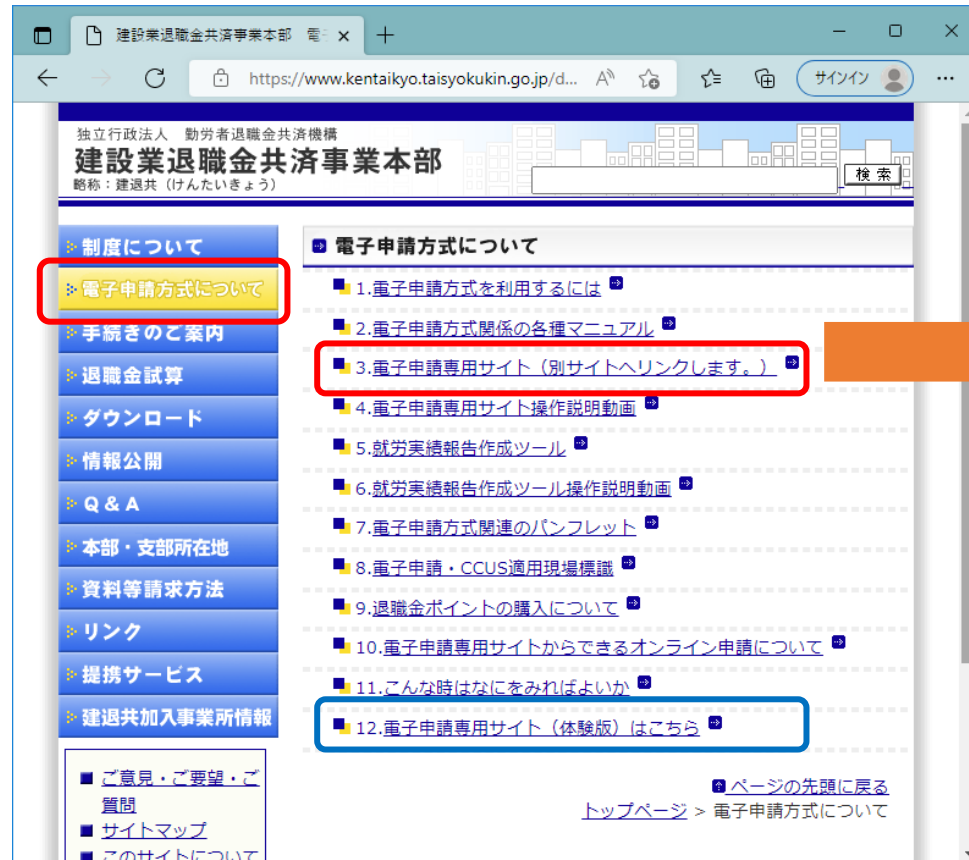 建設業退職金共済事業本部 電子
https://www.kentaikyo.taisyokukin.go.jp/d...
サインイン
独立行政法人 勤労者退職金共済機構
建設業退職金共済事業本部
略称：建退共（けんたいきょう）
検 索
制度について
電子申請方式について
手続きのご案内
退職金試算
ダウンロード
情報公開
Q & A
本部・支部所在地
資料等請求方法
リンク
提携サービス
建退共加入事業所情報
ご意見・ご要望・ご
質問
サイトマップ
このサイトについて
電子申請方式について
1.電子申請方式を利用するには
2.電子申請方式関係の各種マニュアル
3.電子申請専用サイト（別サイトへリンクします。）
4.電子申請専用サイト操作説明動画
5.就労実績報告作成ツール
6.就労実績報告作成ツール操作説明動画
7.電子申請方式関連のパンフレット
8.電子申請・CCUS適用現場標識
9.退職金ポイントの購入について
10.電子申請専用サイトからできるオンライン申請について
11.こんな時はなにをみればよいか
12.電子申請専用サイト（体験版）はこちら
ページの先頭に戻る
トップページ > 電子申請方式について